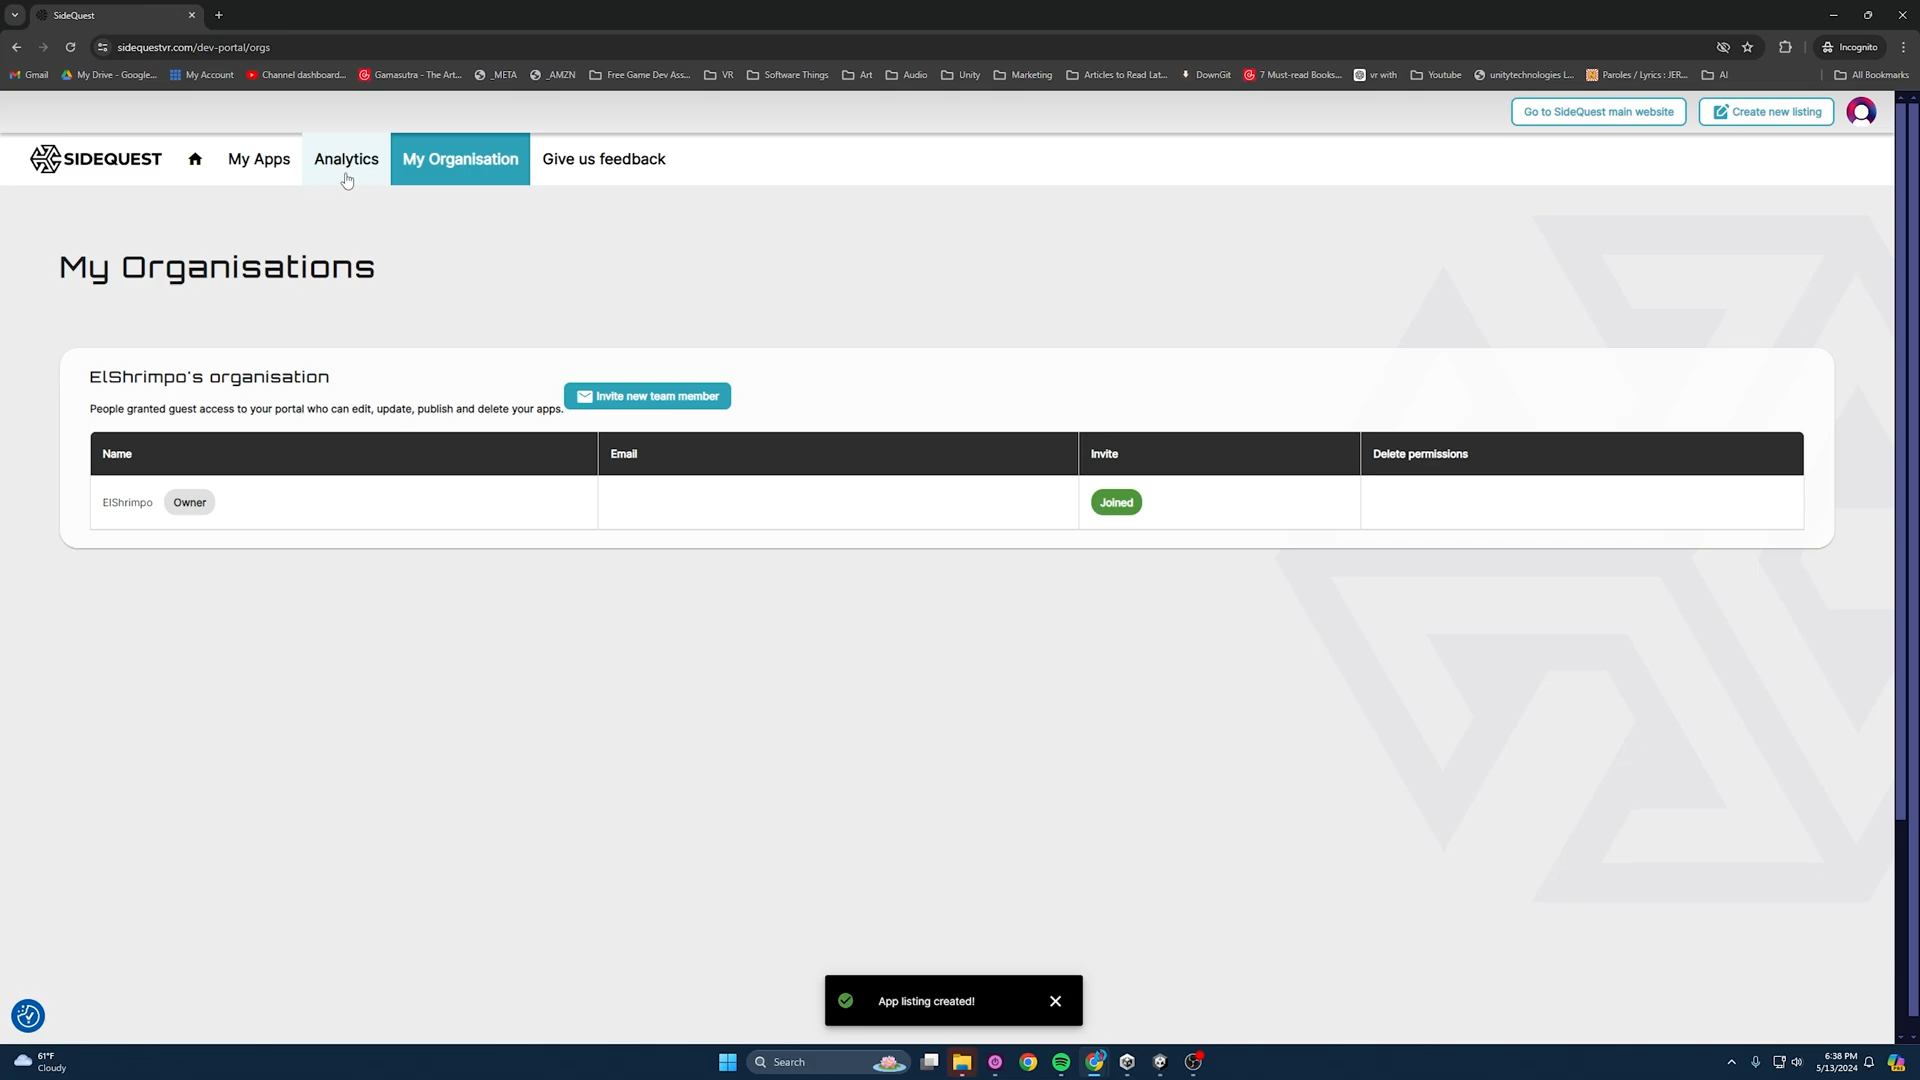 SideQuest
sidequestvr.com/dev-portal/orgs
Incognito
Gmail
My Drive - Google...
My Account
Channel dashboard...
Gamasutra - The Art...
_META
_AMZN
Free Game Dev Ass...
VR
Software Things
Art
Audio
Unity
Marketing
Articles to Read Lat...
DownGit
7 Must-read Books...
vr with
Youtube
unitytechnologies L...
Paroles / Lyrics : JER...
AI
All Bookmarks
Go to SideQuest main website
Create new listing
SIDEQUEST
My Apps
Analytics
My Organisation
Give us feedback
My Organisations
ElShrimpo's organisation
Invite new team member
People granted guest access to your portal who can edit, update, publish and delete your apps.
Name
Email
Invite
Delete permissions
ElShrimpo
Owner
Joined
App listing created!
61°F
Cloudy
Search
6:38 PM
5/13/2024